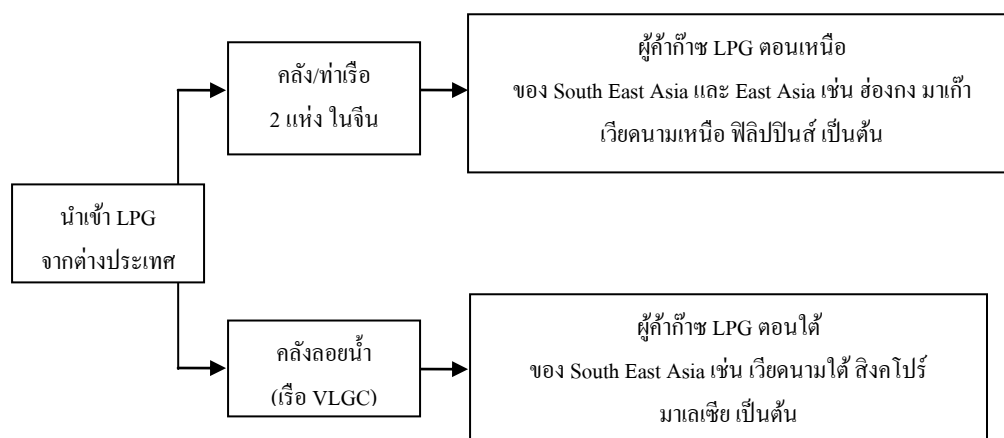 นำเข้า LPG
จากต่างประเทศ
คลัง/ท่าเรือ
2 แห่ง ในจีน
ผู้ค้าก๊าซ LPG ตอนเหนือ
ของ South East Asia และ East Asia เช่น ฮ่องกง มาเก๊า
เวียดนามเหนือ ฟิลิปปินส์ เป็นต้น
คลังลอยน้ำ
(เรือ VLGC)
ผู้ค้าก๊าซ LPG ตอนใต้
ของ South East Asia เช่น เวียดนามใต้ สิงคโปร์
มาเลเซีย เป็นต้น